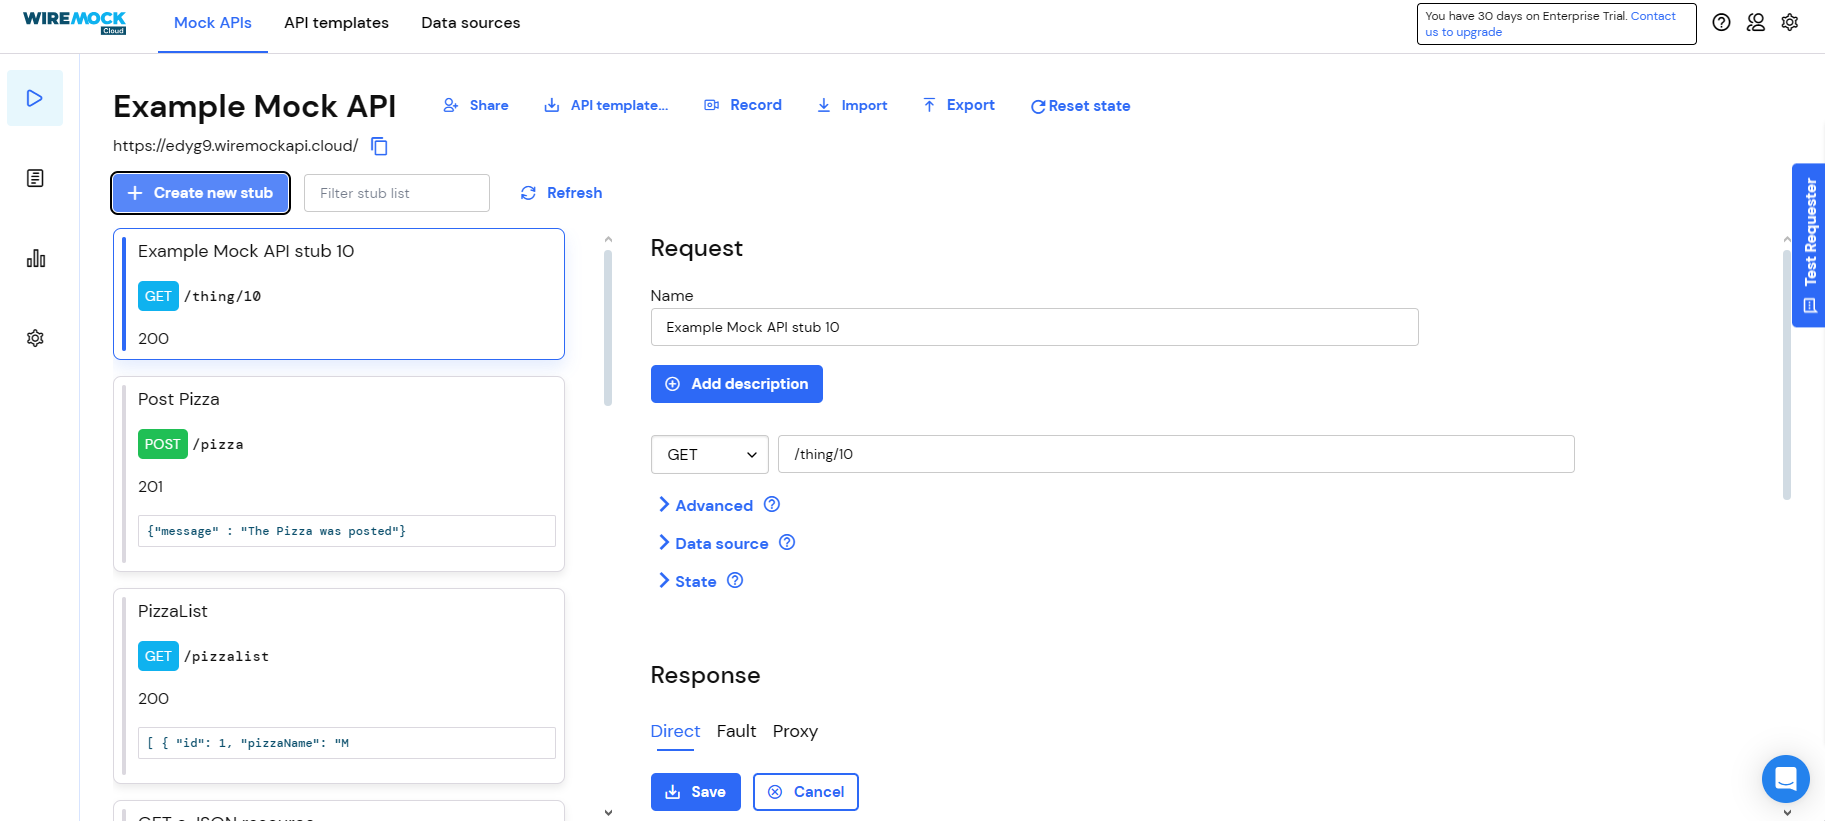 WIREMOCK
Cloud
Mock APIs
API templates
Data sources
You have 30 days on Enterprise Trial. Contact
us to upgrade
Example Mock API
Share
API template...
Record
Import
Export
Reset state
https://edyg9.wiremockapi.cloud/
Create new stub
Filter stub list
Refresh
Test Requester
Example Mock API stub 10
GET /thing/10
200
Post Pizza
POST /pizza
201
{"message" : "The Pizza was posted"}
PizzaList
GET /pizzalist
200
[ { "id": 1, "pizzaName": "M
GET a JSON resource
Request
Name
Example Mock API stub 10
Add description
GET
/thing/10
Advanced
Data source
State
Response
Direct
Fault
Proxy
Save
Cancel